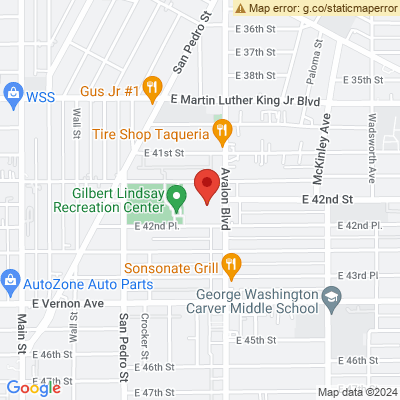 Map error: g.co/staticmaperror
E 36th St
San Pedro St
E 37th St
Paloma St
E 38th St
E 35th St
Gus Jr #1
WSS
E Martin Luther King Jr Blvd
Wall St
Tire Shop Taqueria
McKinley Ave
Wadsworth Ave
E 41st St
Avalon Blvd
Gilbert Lindsay
Recreation Center
E 42nd St
E 42nd Pl.
E 42nd Pl.
Sonsonate Grill
E 43rd Pl
AutoZone Auto Parts
George Washington
Carver Middle School
E Vernon Ave
Main St
Wall St
San Pedro St
Crocker St
E 45th St
E 46th St
E 46th St
E 47th St
E 47th St
Google
Map data ©2024